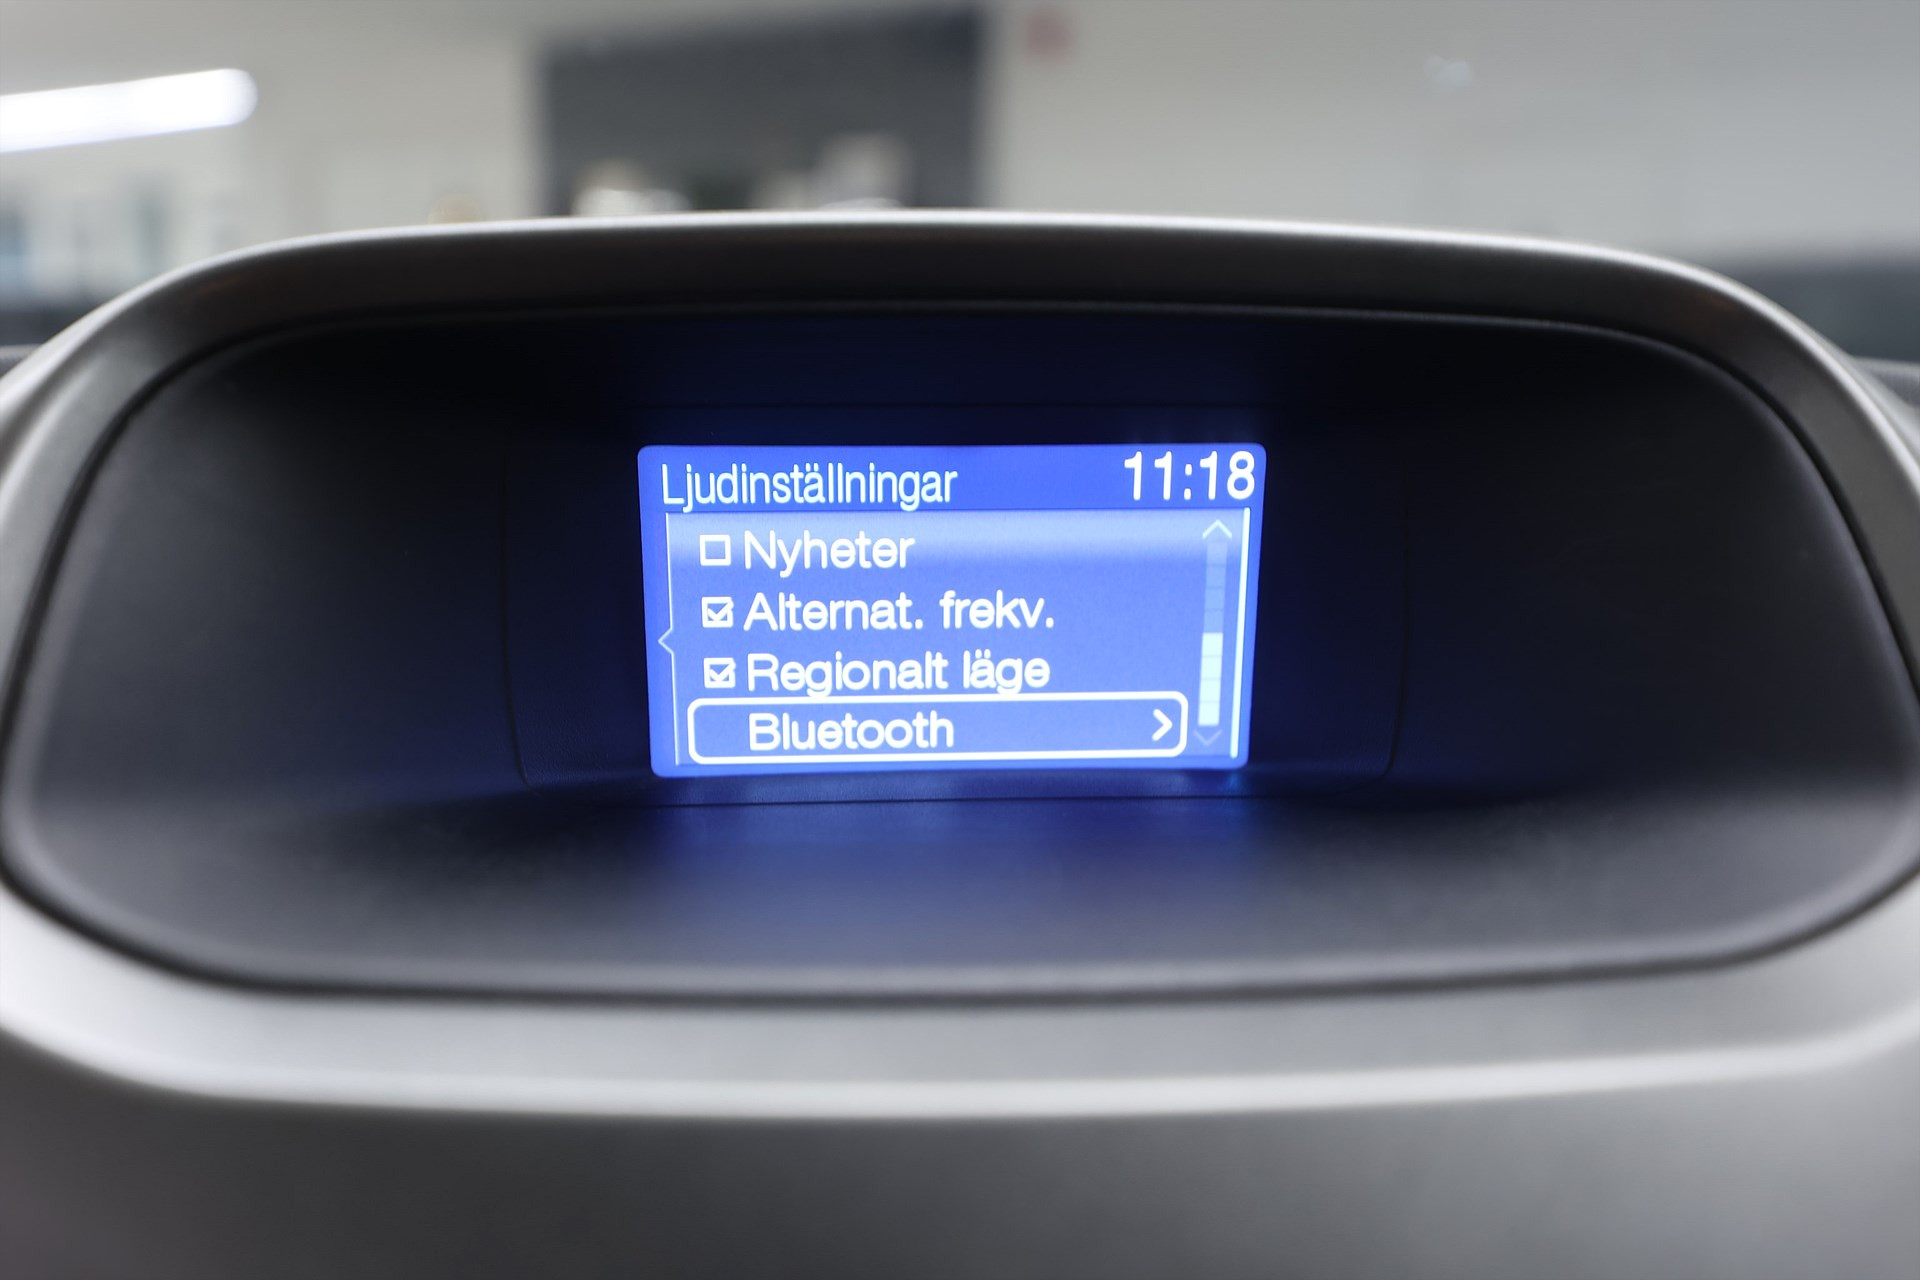 Ljudinställningar 11:18
Nyheter
Alternat. frekv.
Regionalt läge
Bluetooth